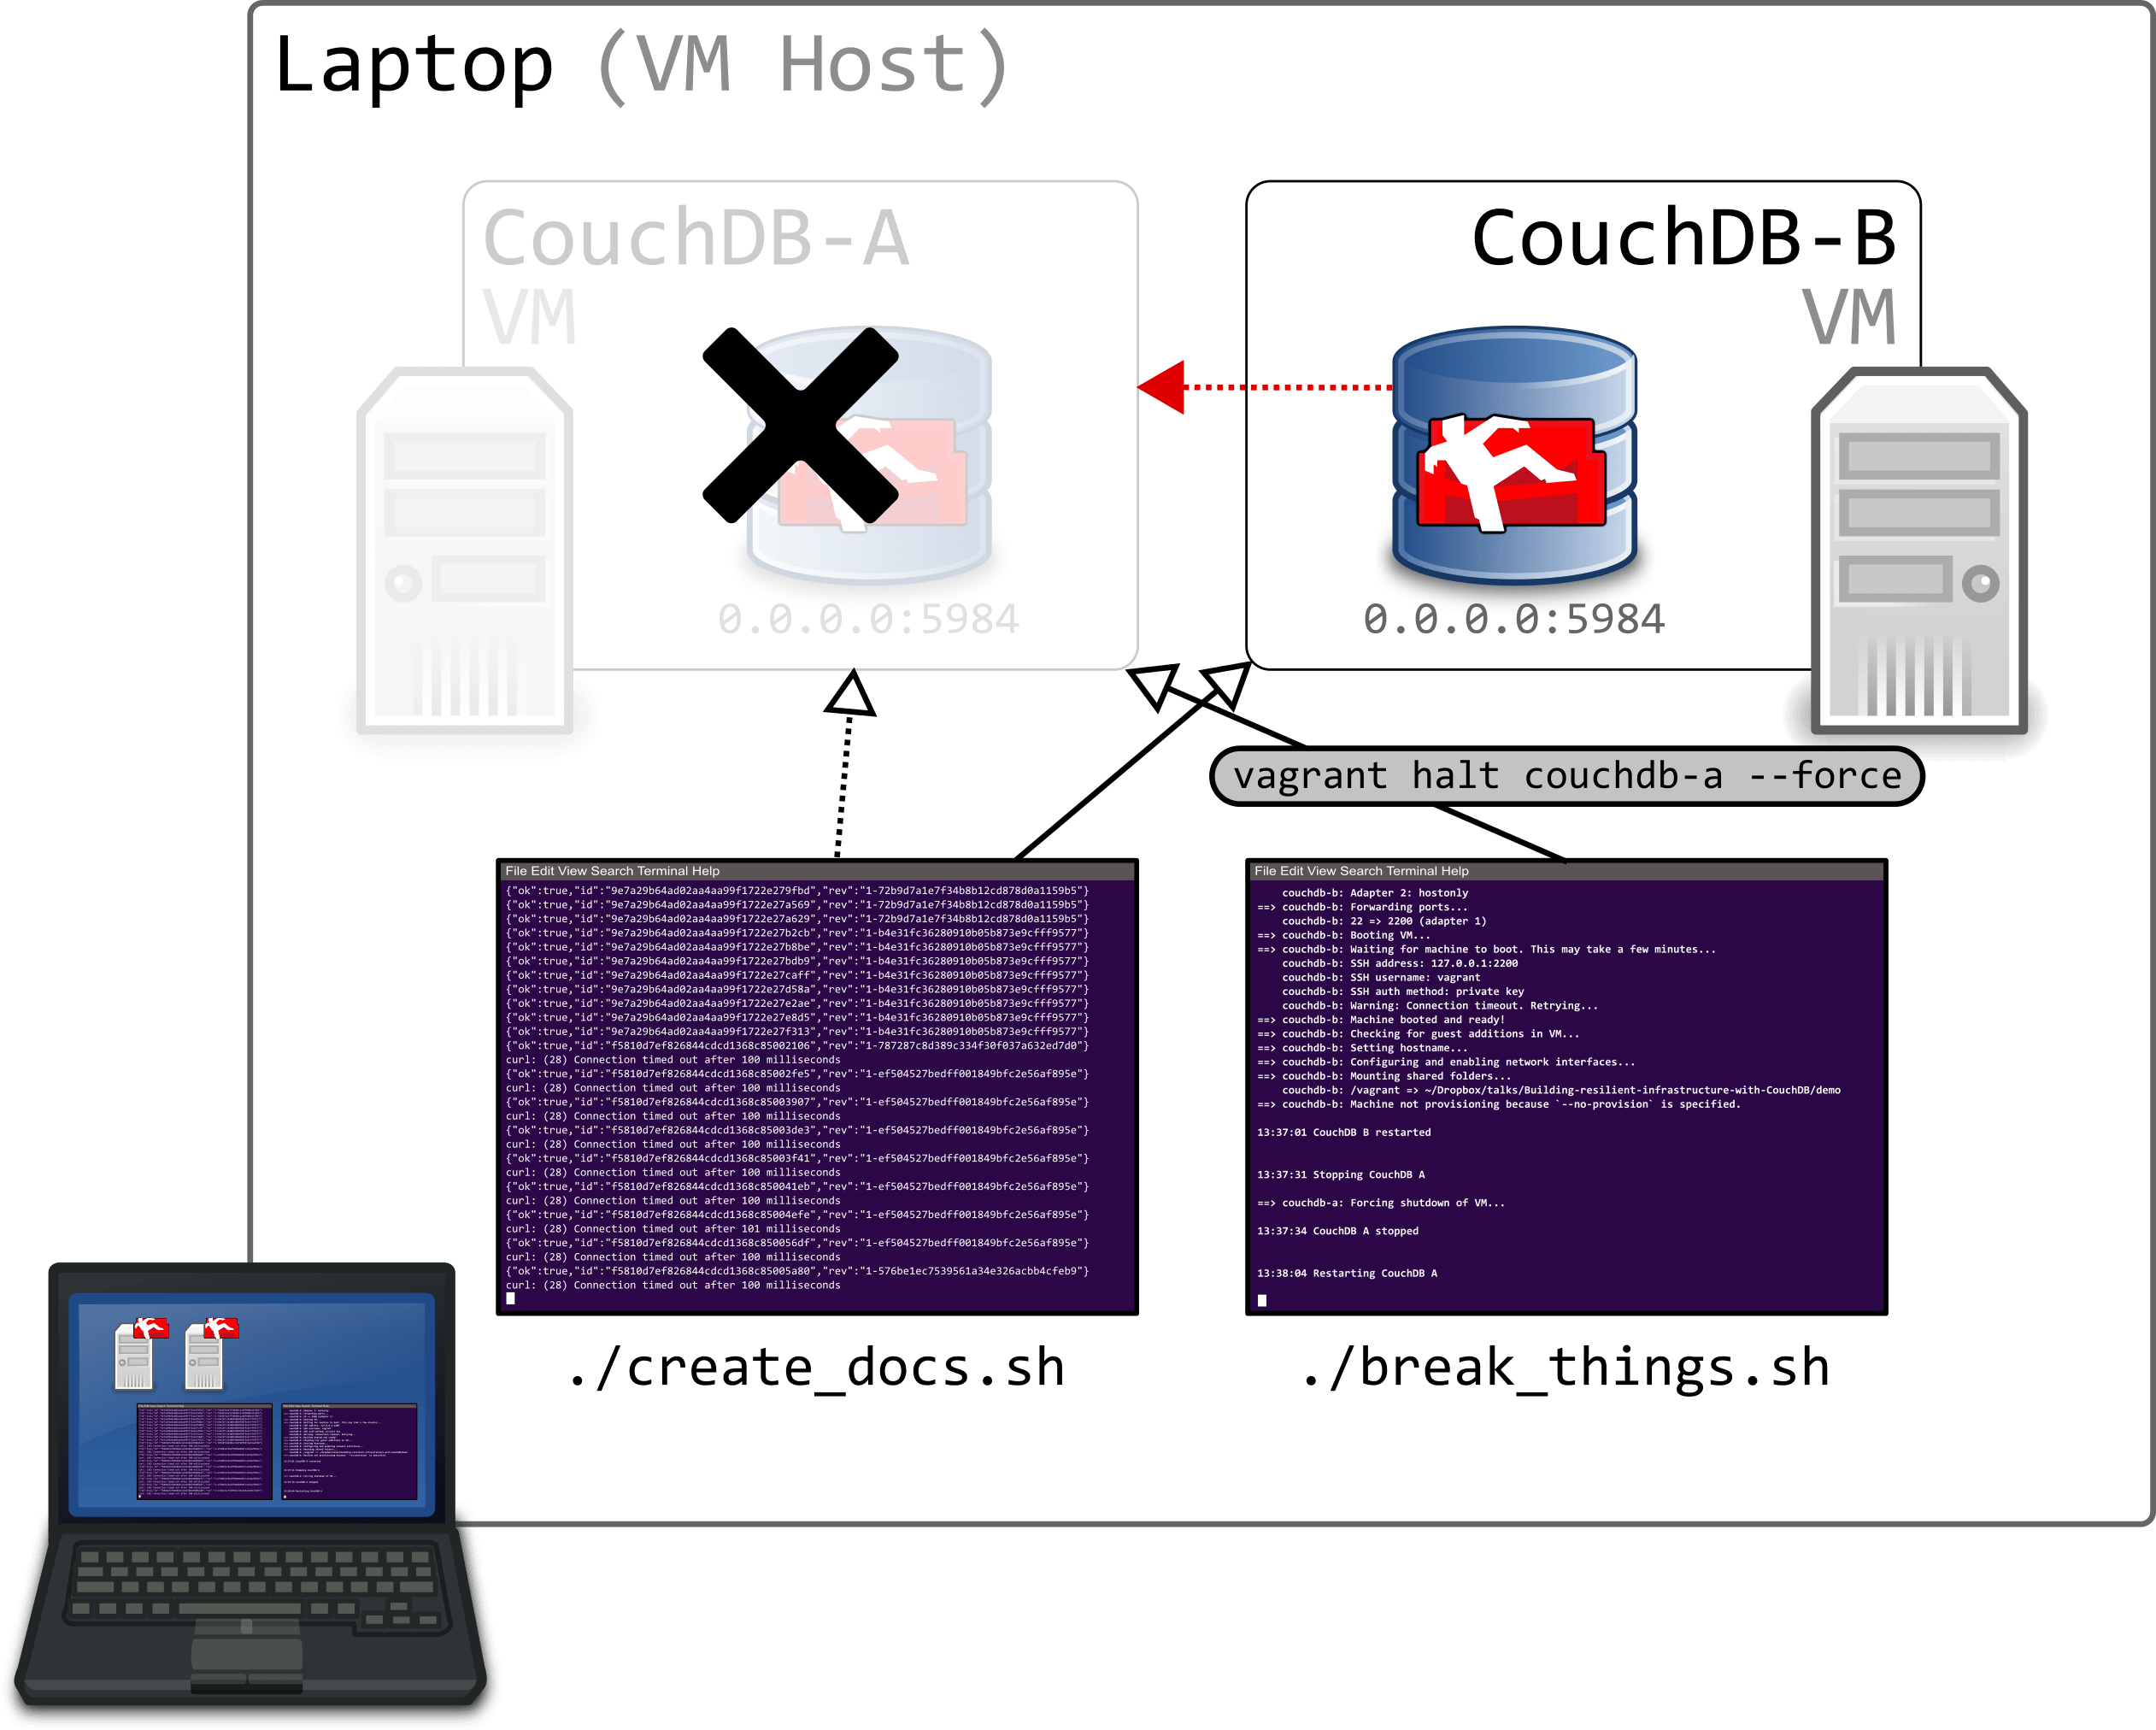 Laptop (VM Host)
CouchDB-A
VM
0.0.0.0:5984
CouchDB-B
VM
0.0.0.0:5984
vagrant halt couchdb-a --force
File Edit View Search Terminal Help
{"ok":true,"id":"9e7a29b64ad02aa4aa99f1722e279fbd","rev":"1-72b9d7a1e7f34b8b12cd878d0a1159b5"}
{"ok":true,"id":"9e7a29b64ad02aa4aa99f1722e27a569","rev":"1-72b9d7a1e7f34b8b12cd878d0a1159b5"}
{"ok":true,"id":"9e7a29b64ad02aa4aa99f1722e27a629","rev":"1-72b9d7a1e7f34b8b12cd878d0a1159b5"}
{"ok":true,"id":"9e7a29b64ad02aa4aa99f1722e27b2cb","rev":"1-b4e31fc36280910b05b873e9cfff9577"}
{"ok":true,"id":"9e7a29b64ad02aa4aa99f1722e27b8be","rev":"1-b4e31fc36280910b05b873e9cfff9577"}
{"ok":true,"id":"9e7a29b64ad02aa4aa99f1722e27bdb9","rev":"1-b4e31fc36280910b05b873e9cfff9577"}
{"ok":true,"id":"9e7a29b64ad02aa4aa99f1722e27caff","rev":"1-b4e31fc36280910b05b873e9cfff9577"}
{"ok":true,"id":"9e7a29b64ad02aa4aa99f1722e27d58a","rev":"1-b4e31fc36280910b05b873e9cfff9577"}
{"ok":true,"id":"9e7a29b64ad02aa4aa99f1722e27e2ae","rev":"1-b4e31fc36280910b05b873e9cfff9577"}
{"ok":true,"id":"9e7a29b64ad02aa4aa99f1722e27e8d5","rev":"1-b4e31fc36280910b05b873e9cfff9577"}
{"ok":true,"id":"9e7a29b64ad02aa4aa99f1722e27f313","rev":"1-b4e31fc36280910b05b873e9cfff9577"}
{"ok":true,"id":"f5810d7ef826844cdcd1368c85002106","rev":"1-787287c8d389c334f30f037a632ed7d0"}
curl: (28) Connection timed out after 100 milliseconds
{"ok":true,"id":"f5810d7ef826844cdcd1368c85002fe5","rev":"1-ef504527bedff001849bfc2e56af895e"}
curl: (28) Connection timed out after 100 milliseconds
{"ok":true,"id":"f5810d7ef826844cdcd1368c85003907","rev":"1-ef504527bedff001849bfc2e56af895e"}
curl: (28) Connection timed out after 100 milliseconds
{"ok":true,"id":"f5810d7ef826844cdcd1368c85003de3","rev":"1-ef504527bedff001849bfc2e56af895e"}
curl: (28) Connection timed out after 100 milliseconds
{"ok":true,"id":"f5810d7ef826844cdcd1368c85003f41","rev":"1-ef504527bedff001849bfc2e56af895e"}
curl: (28) Connection timed out after 100 milliseconds
{"ok":true,"id":"f5810d7ef826844cdcd1368c850041eb","rev":"1-ef504527bedff001849bfc2e56af895e"}
curl: (28) Connection timed out after 100 milliseconds
{"ok":true,"id":"f5810d7ef826844cdcd1368c85004efe","rev":"1-ef504527bedff001849bfc2e56af895e"}
curl: (28) Connection timed out after 101 milliseconds
{"ok":true,"id":"f5810d7ef826844cdcd1368c850056df","rev":"1-ef504527bedff001849bfc2e56af895e"}
curl: (28) Connection timed out after 100 milliseconds
{"ok":true,"id":"f5810d7ef826844cdcd1368c85005a80","rev":"1-576be1ec7539561a34e326acbb4cfeb9"}
curl: (28) Connection timed out after 100 milliseconds
./create_docs.sh
File Edit View Search Terminal Help
couchdb-b: Adapter 2: hostonly
==> couchdb-b: Forwarding ports...
couchdb-b: 22 => 2200 (adapter 1)
==> couchdb-b: Booting VM...
==> couchdb-b: Waiting for machine to boot. This may take a few minutes...
couchdb-b: SSH address: 127.0.0.1:2200
couchdb-b: SSH username: vagrant
couchdb-b: SSH auth method: private key
couchdb-b: Warning: Connection timeout. Retrying...
==> couchdb-b: Machine booted and ready!
==> couchdb-b: Checking for guest additions in VM...
==> couchdb-b: Setting hostname...
==> couchdb-b: Configuring and enabling network interfaces...
==> couchdb-b: Mounting shared folders...
couchdb-b: /vagrant => ~/Dropbox/talks/Building-resilient-infrastructure-with-CouchDB/demo
==> couchdb-b: Machine not provisioning because `--no-provision` is specified.
13:37:01 CouchDB B restarted
13:37:31 Stopping CouchDB A
==> couchdb-a: Forcing shutdown of VM...
13:37:34 CouchDB A stopped
13:38:04 Restarting CouchDB A
./break_things.sh